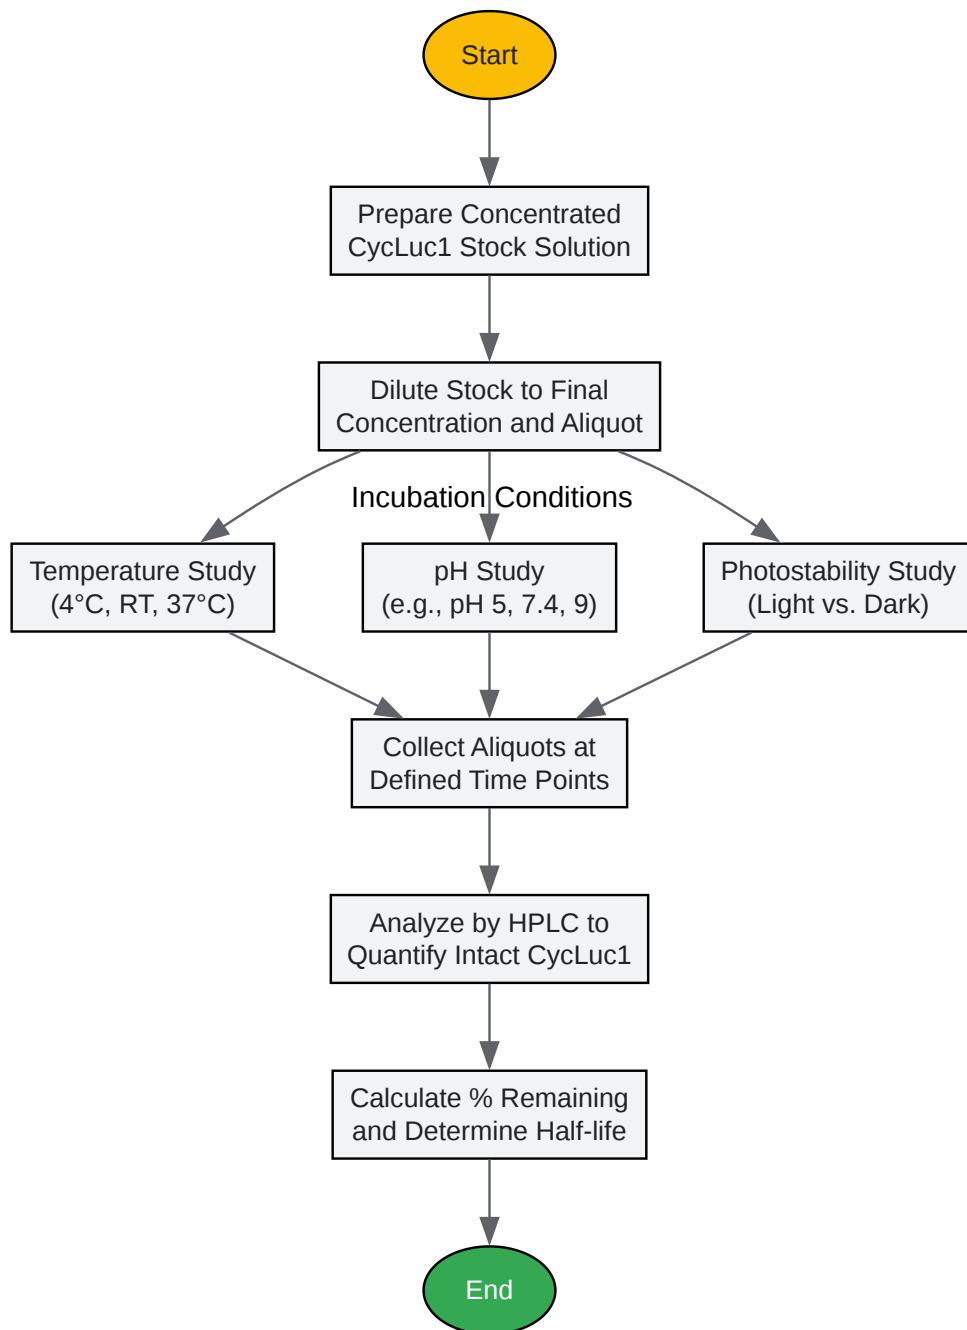 Start
Prepare Concentrated
CycLuc1 Stock Solution
Dilute Stock to Final
Concentration and Aliquot
Incubation Conditions
Temperature Study
(4°C, RT, 37°C)
pH Study
(e.g., pH 5, 7.4, 9)
Photostability Study
(Light vs. Dark)
Collect Aliquots at
Defined Time Points
Analyze by HPLC to
Quantify Intact CycLuc1
Calculate % Remaining
and Determine Half-life
End